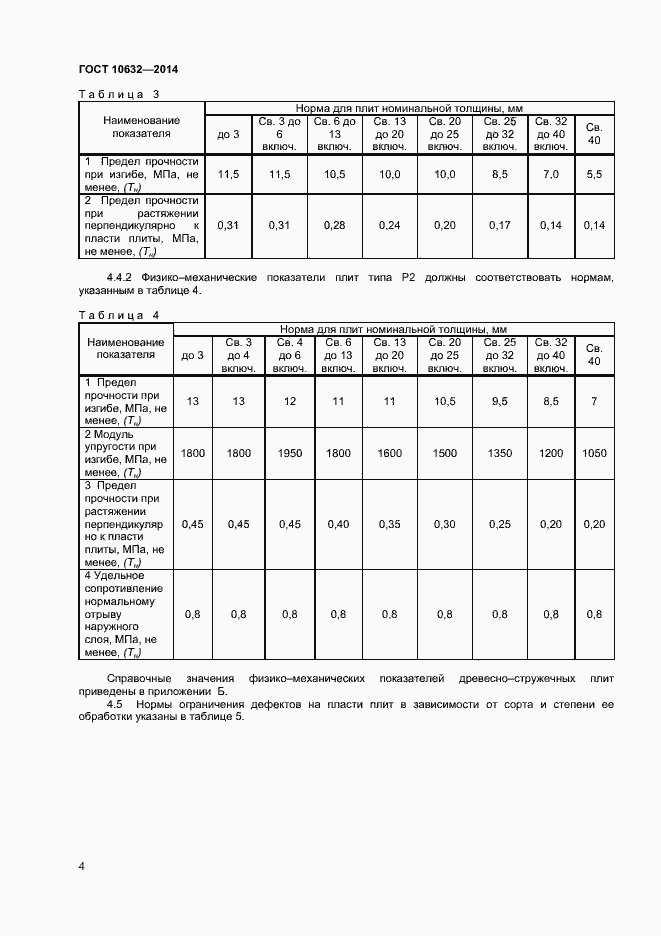 ГОСТ 10632—2014
Таблица 3
Наименование показателя | Норма для плит номинальной толщины, мм
до 3 | Св. 3 до 6 включ. | Св. 6 до 13 включ. | Св. 13 до 20 включ. | Св. 20 до 25 включ. | Св. 25 до 32 включ. | Св. 32 до 40 включ. | Св. 40
1 Предел прочности при изгибе, МПа, не менее, (Тн) | 11,5 | 11,5 | 10,5 | 10,0 | 10,0 | 8,5 | 7,0 | 5,5
2 Предел прочности при растяжении перпендикулярно к пласти плиты, МПа, не менее, (Тн) | 0,31 | 0,31 | 0,28 | 0,24 | 0,20 | 0,17 | 0,14 | 0,14
4.4.2 Физико–механические показатели плит типа Р2 должны соответствовать нормам,
указанным в таблице 4.
Таблица 4
Наименование показателя | Норма для плит номинальной толщины, мм
до 3 | Св. 3 до 4 включ. | Св. 4 до 6 включ. | Св. 6 до 13 включ. | Св. 13 до 20 включ. | Св. 20 до 25 включ. | Св. 25 до 32 включ. | Св. 32 до 40 включ. | Св. 40
1 Предел прочности при изгибе, МПа, не менее, (Тн) | 13 | 13 | 12 | 11 | 11 | 10,5 | 9,5 | 8,5 | 7
2 Модуль упругости при изгибе, МПа, не менее, (Тн) | 1800 | 1800 | 1950 | 1800 | 1600 | 1500 | 1350 | 1200 | 1050
3 Предел прочности при растяжении перпендикуляр но к пласти плиты, МПа, не менее, (Тн) | 0,45 | 0,45 | 0,45 | 0,40 | 0,35 | 0,30 | 0,25 | 0,20 | 0,20
4 Удельное сопротивление нормальному отрыву наружного слоя, МПа, не менее, (Тн) | 0,8 | 0,8 | 0,8 | 0,8 | 0,8 | 0,8 | 0,8 | 0,8 | 0,8
Справочные значения физико–механических показателей древесно–стружечных плит
приведены в приложении Б.
4.5 Нормы ограничения дефектов на пласти плит в зависимости от сорта и степени ее
обработки указаны в таблице 5.
4